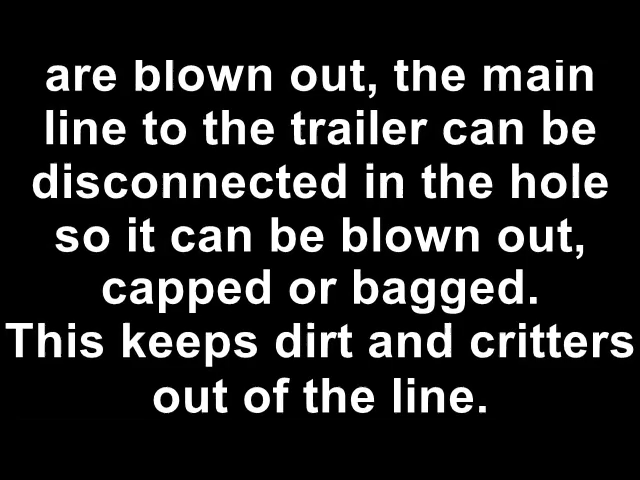 are blown out, the main
line to the trailer can be
disconnected in the hole
so it can be blown out,
capped or bagged.
This keeps dirt and critters
out of the line.